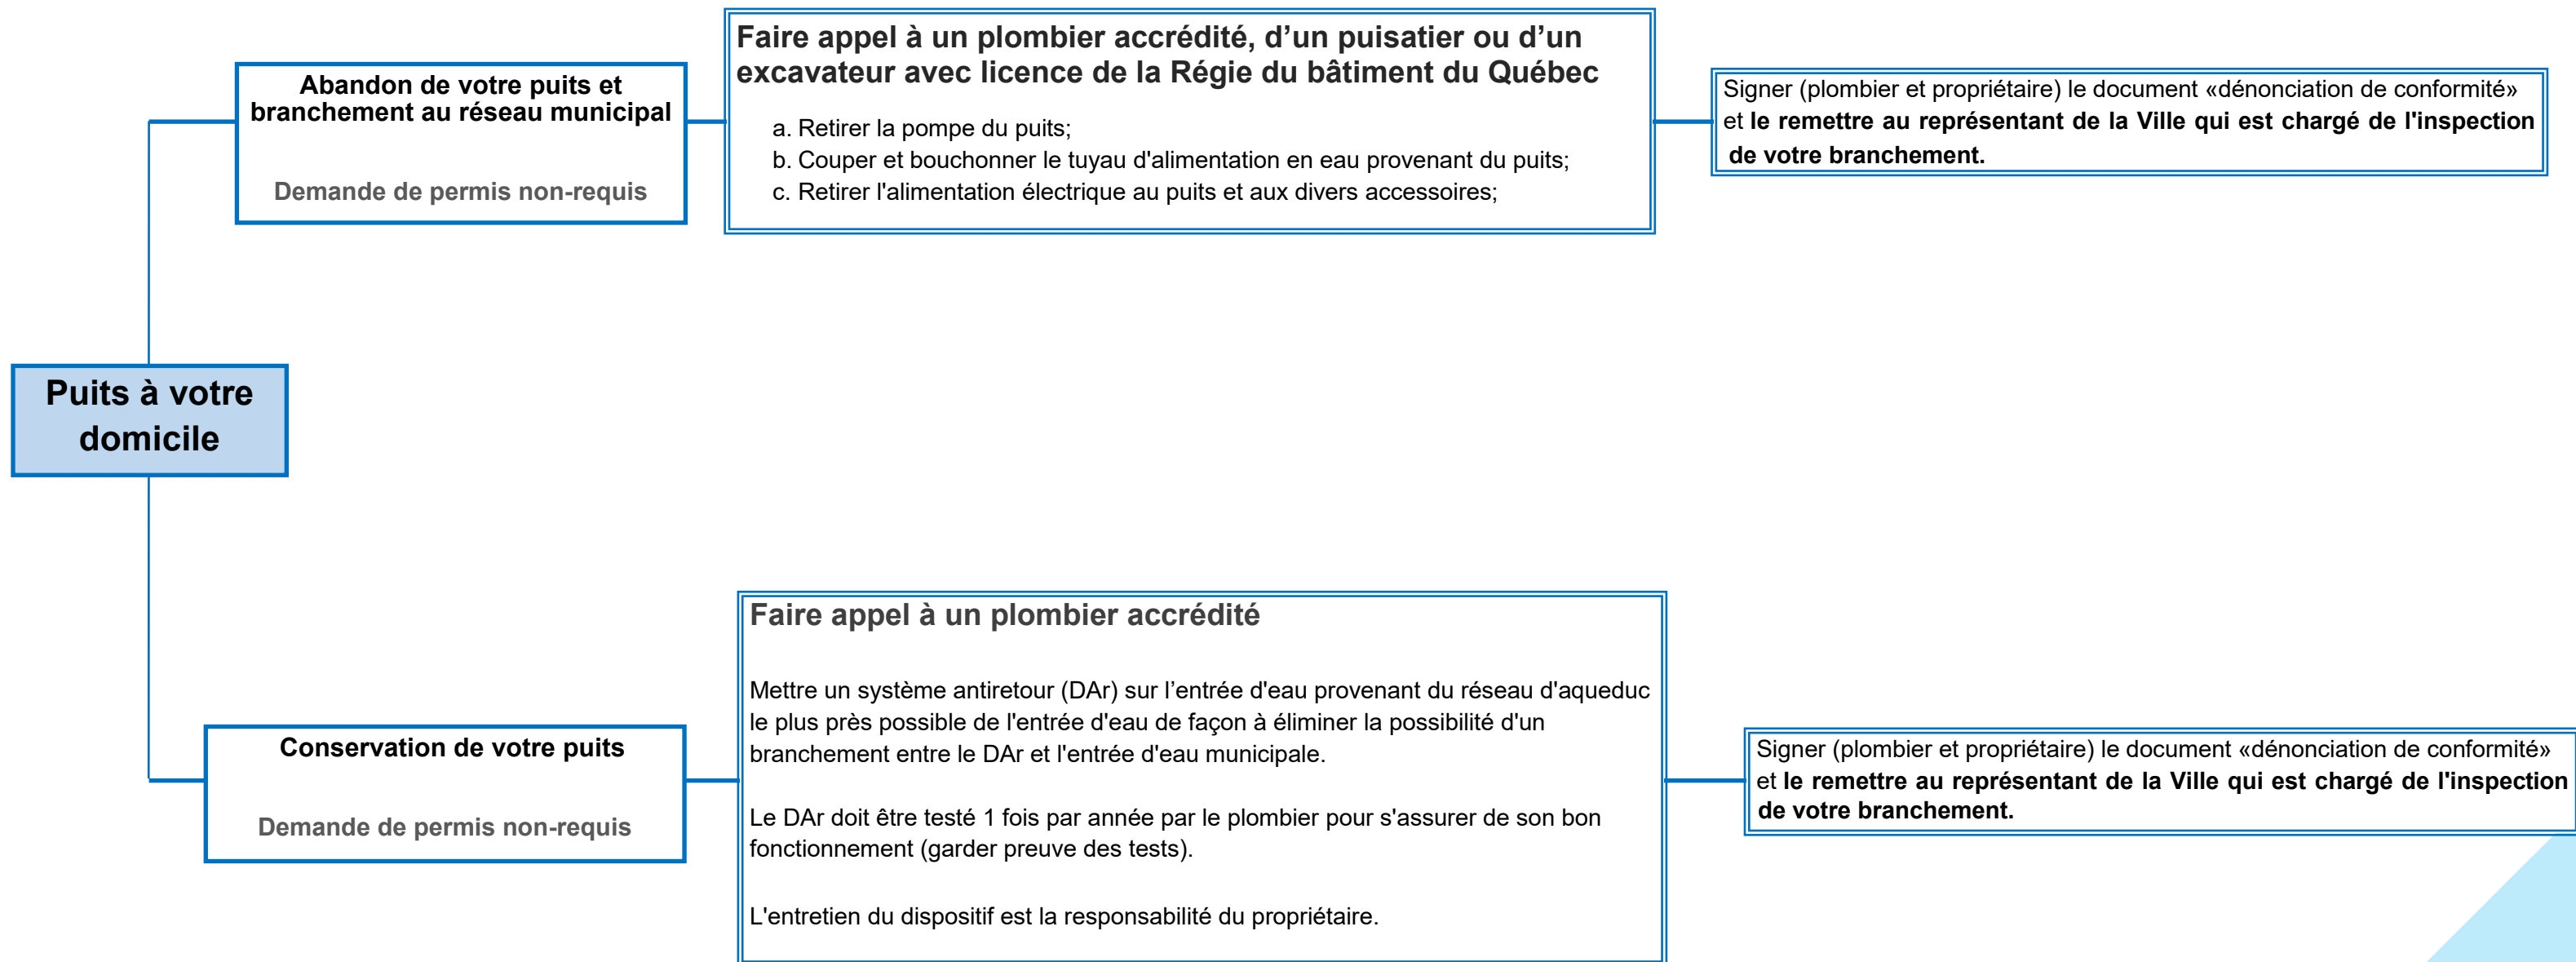 Puits à votre
domicile
Abandon de votre puits et
branchement au réseau municipal
Demande de permis non-requis
Faire appel à un plombier accrédité, d’un puisatier ou d’un
excavateur avec licence de la Régie du bâtiment du Québec
a. Retirer la pompe du puits;
b. Couper et bouchonner le tuyau d'alimentation en eau provenant du puits;
c. Retirer l'alimentation électrique au puits et aux divers accessoires;
Signer (plombier et propriétaire) le document «dénonciation de conformité»
et le remettre au représentant de la Ville qui est chargé de l'inspection
de votre branchement.
Conservation de votre puits
Demande de permis non-requis
Faire appel à un plombier accrédité
Mettre un système antiretour (DAr) sur l’entrée d'eau provenant du réseau d'aqueduc
le plus près possible de l'entrée d'eau de façon à éliminer la possibilité d'un
branchement entre le DAr et l'entrée d'eau municipale.
Le DAr doit être testé 1 fois par année par le plombier pour s'assurer de son bon
fonctionnement (garder preuve des tests).
L'entretien du dispositif est la responsabilité du propriétaire.
Signer (plombier et propriétaire) le document «dénonciation de conformité»
et le remettre au représentant de la Ville qui est chargé de l'inspection
de votre branchement.